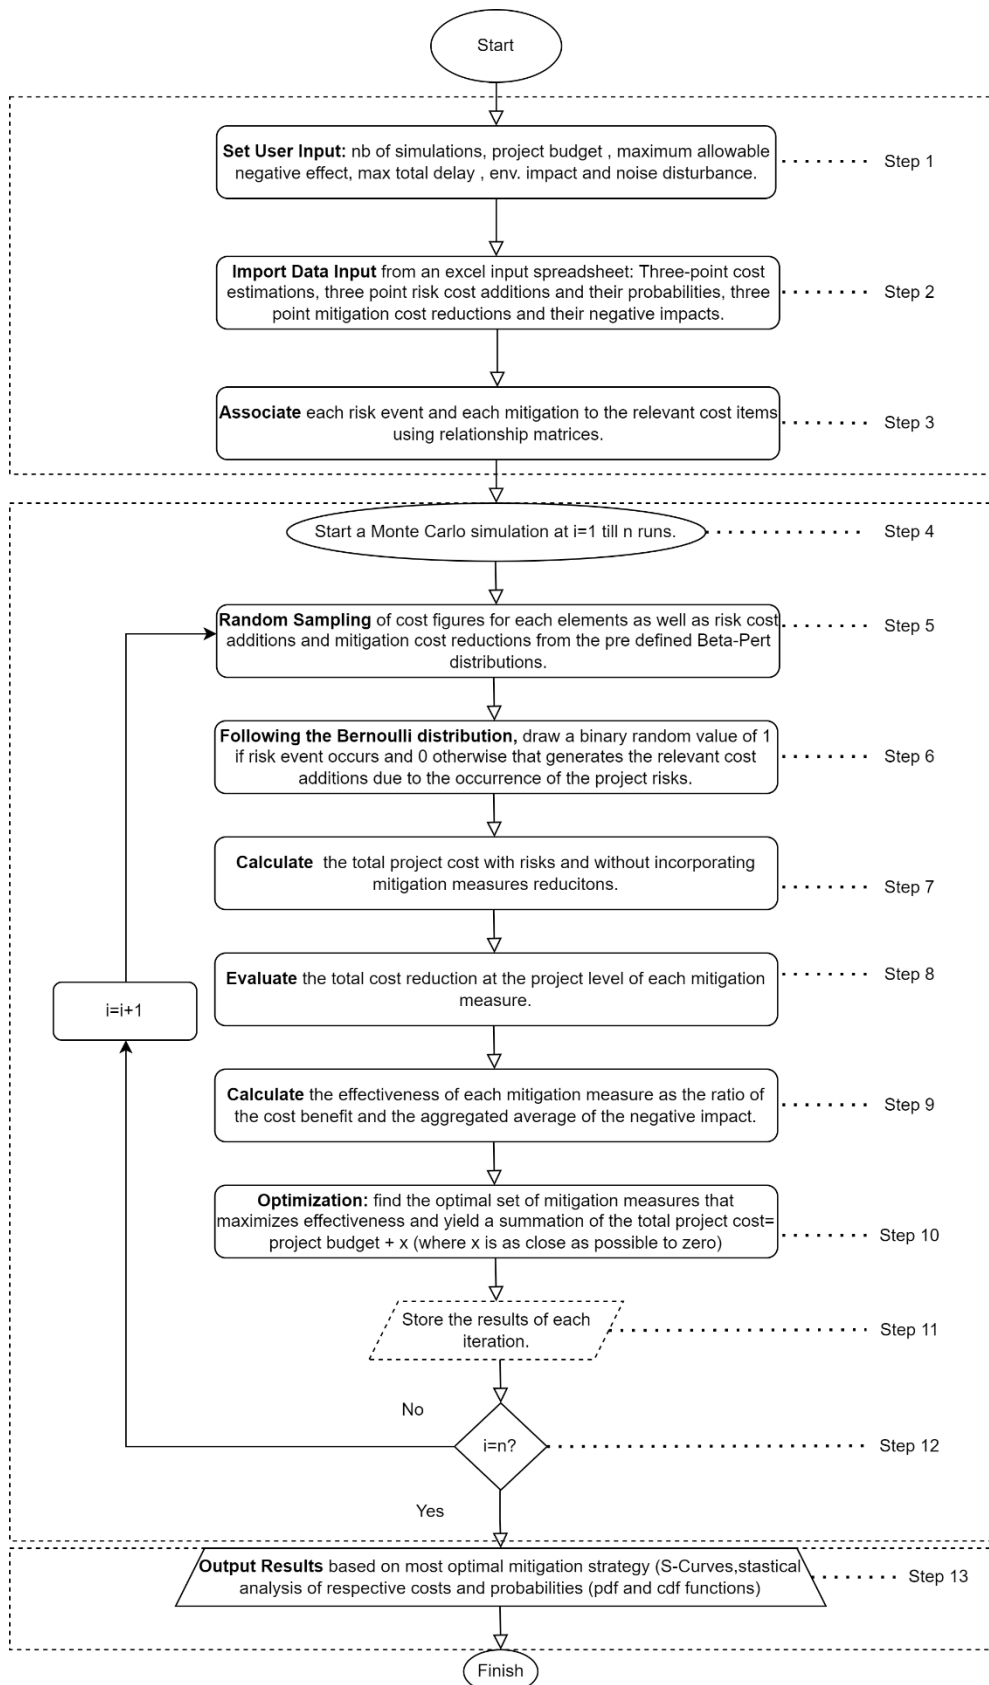 Start
Set User Input: nb of simulations, project budget , maximum allowable
negative effect, max total delay , env. impact and noise disturbance.
Step 1
Import Data Input from an excel input spreadsheet: Three-point cost
estimations, three point risk cost additions and their probabilities, three
point mitigation cost reductions and their negative impacts.
Step 2
Associate each risk event and each mitigation to the relevant cost items
using relationship matrices.
Step 3
Start a Monte Carlo simulation at i=1 till n runs.
Step 4
Random Sampling of cost figures for each elements as well as risk cost
additions and mitigation cost reductions from the pre defined Beta-Pert
distributions.
Step 5
Following the Bernoulli distribution, draw a binary random value of 1
if risk event occurs and 0 otherwise that generates the relevant cost
additions due to the occurrence of the project risks.
Step 6
Calculate the total project cost with risks and without incorporating
mitigation measures reducitons.
Step 7
Evaluate the total cost reduction at the project level of each mitigation
measure.
Step 8
i=i+1
Calculate the effectiveness of each mitigation measure as the ratio of
the cost benefit and the aggregated average of the negative impact.
Step 9
Optimization: find the optimal set of mitigation measures that
maximizes effectiveness and yield a summation of the total project cost=
project budget + x (where x is as close as possible to zero)
Step 10
Store the results of each
iteration.
Step 11
No
i=n?
Step 12
Yes
Output Results based on most optimal mitigation strategy (S-Curves,stastical
analysis of respective costs and probabilities (pdf and cdf functions)
Step 13
Finish